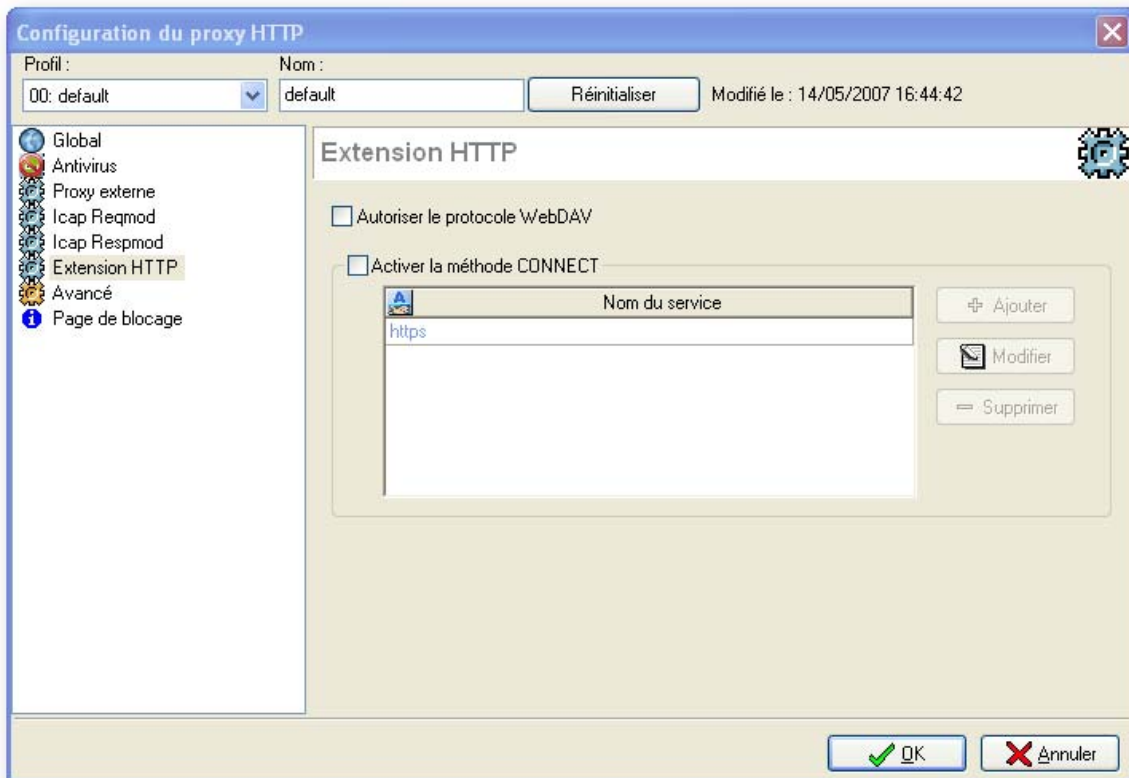 Configuration du proxy HTTP
Profil :
Nom :
00: default
default
Réinitialiser
Modifié le : 14/05/2007 16:44:42
Global
Antivirus
Proxy externe
Icap Reqmod
Icap Respmod
Extension HTTP
Avancé
Page de blocage
Extension HTTP
Autoriser le protocole WebDAV
Activer la méthode CONNECT
Nom du service
https
Ajouter
Modifier
Supprimer
OK
Annuler